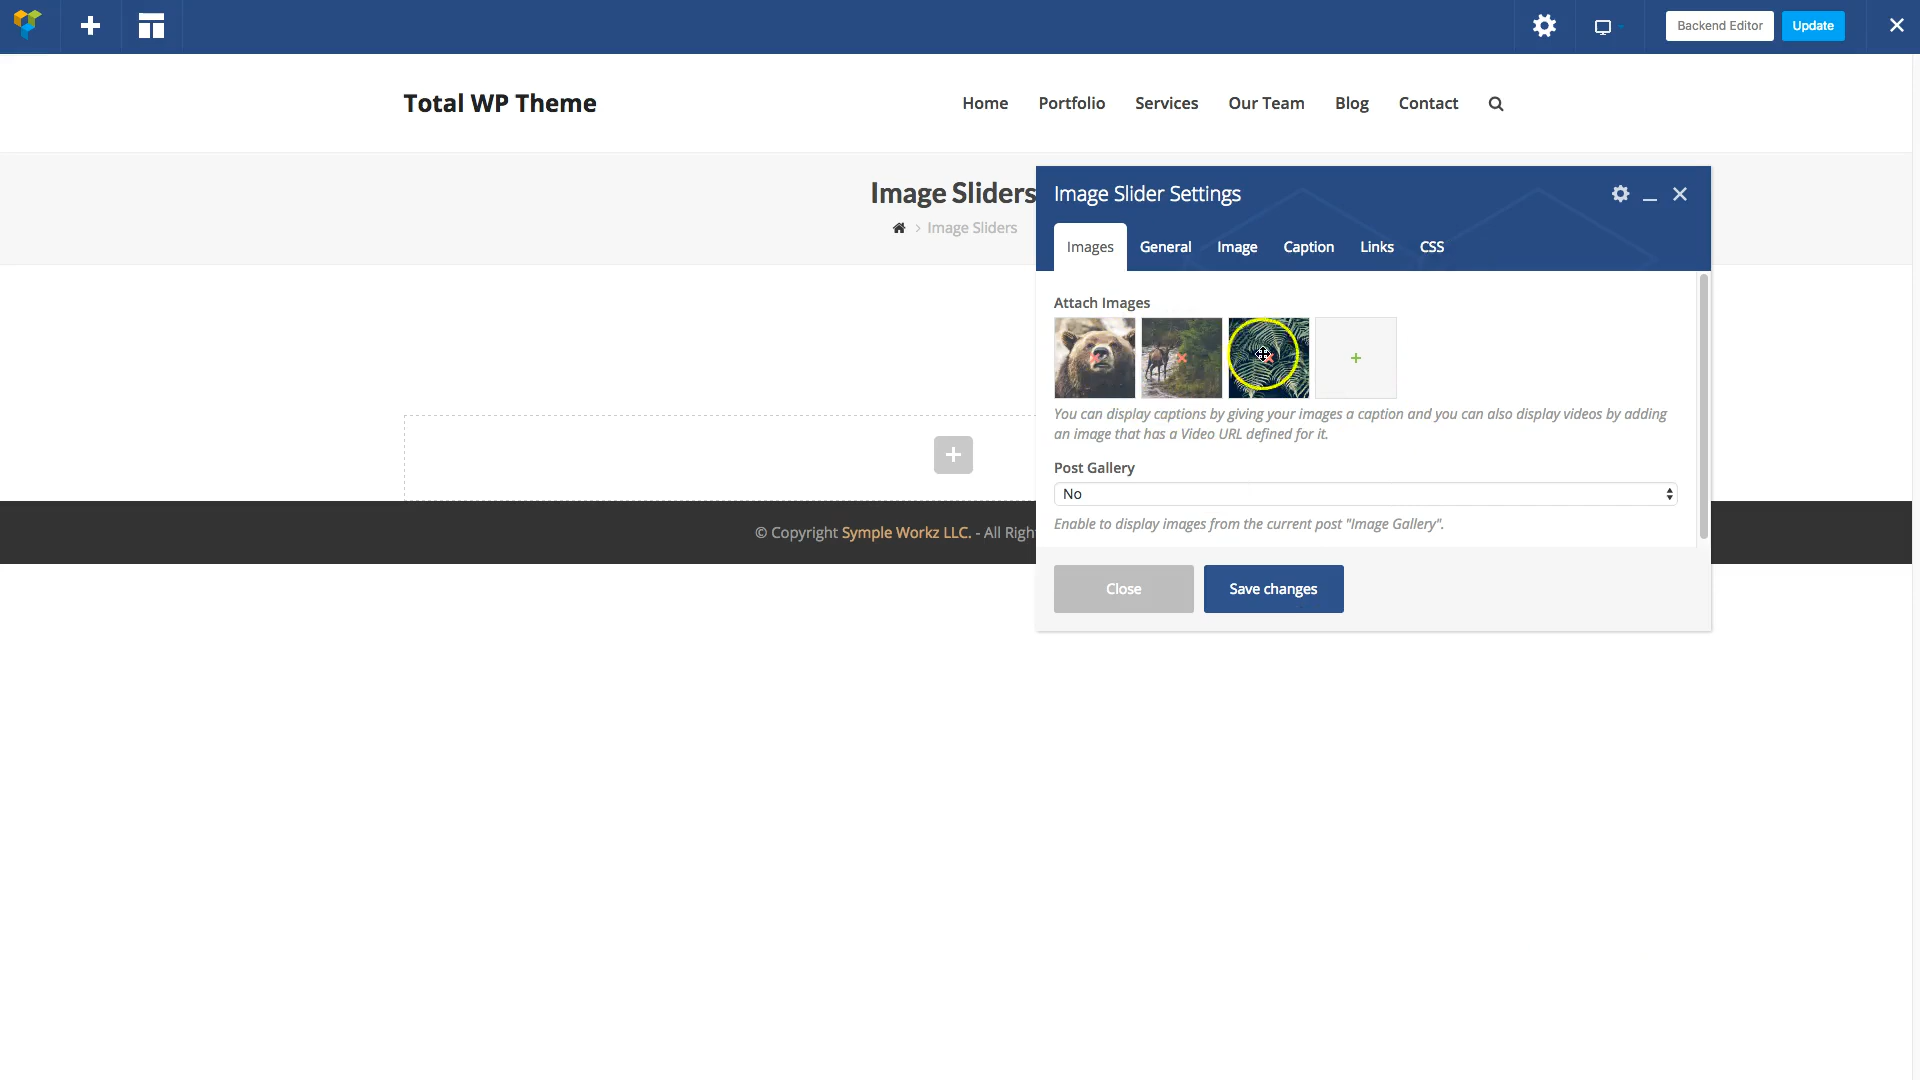 Backend Editor
Update
Total WP Theme
Home
Portfolio
Services
Our Team
Blog
Contact
Image Sliders
Image Sliders
Image Slider Settings
Images
General
Image
Caption
Links
CSS
Attach Images
You can display captions by giving your images a caption and you can also display videos by adding
an image that has a Video URL defined for it.
Post Gallery
No
Enable to display images from the current post "Image Gallery".
© Copyright Symple Workz LLC. - All Righ
Close
Save changes